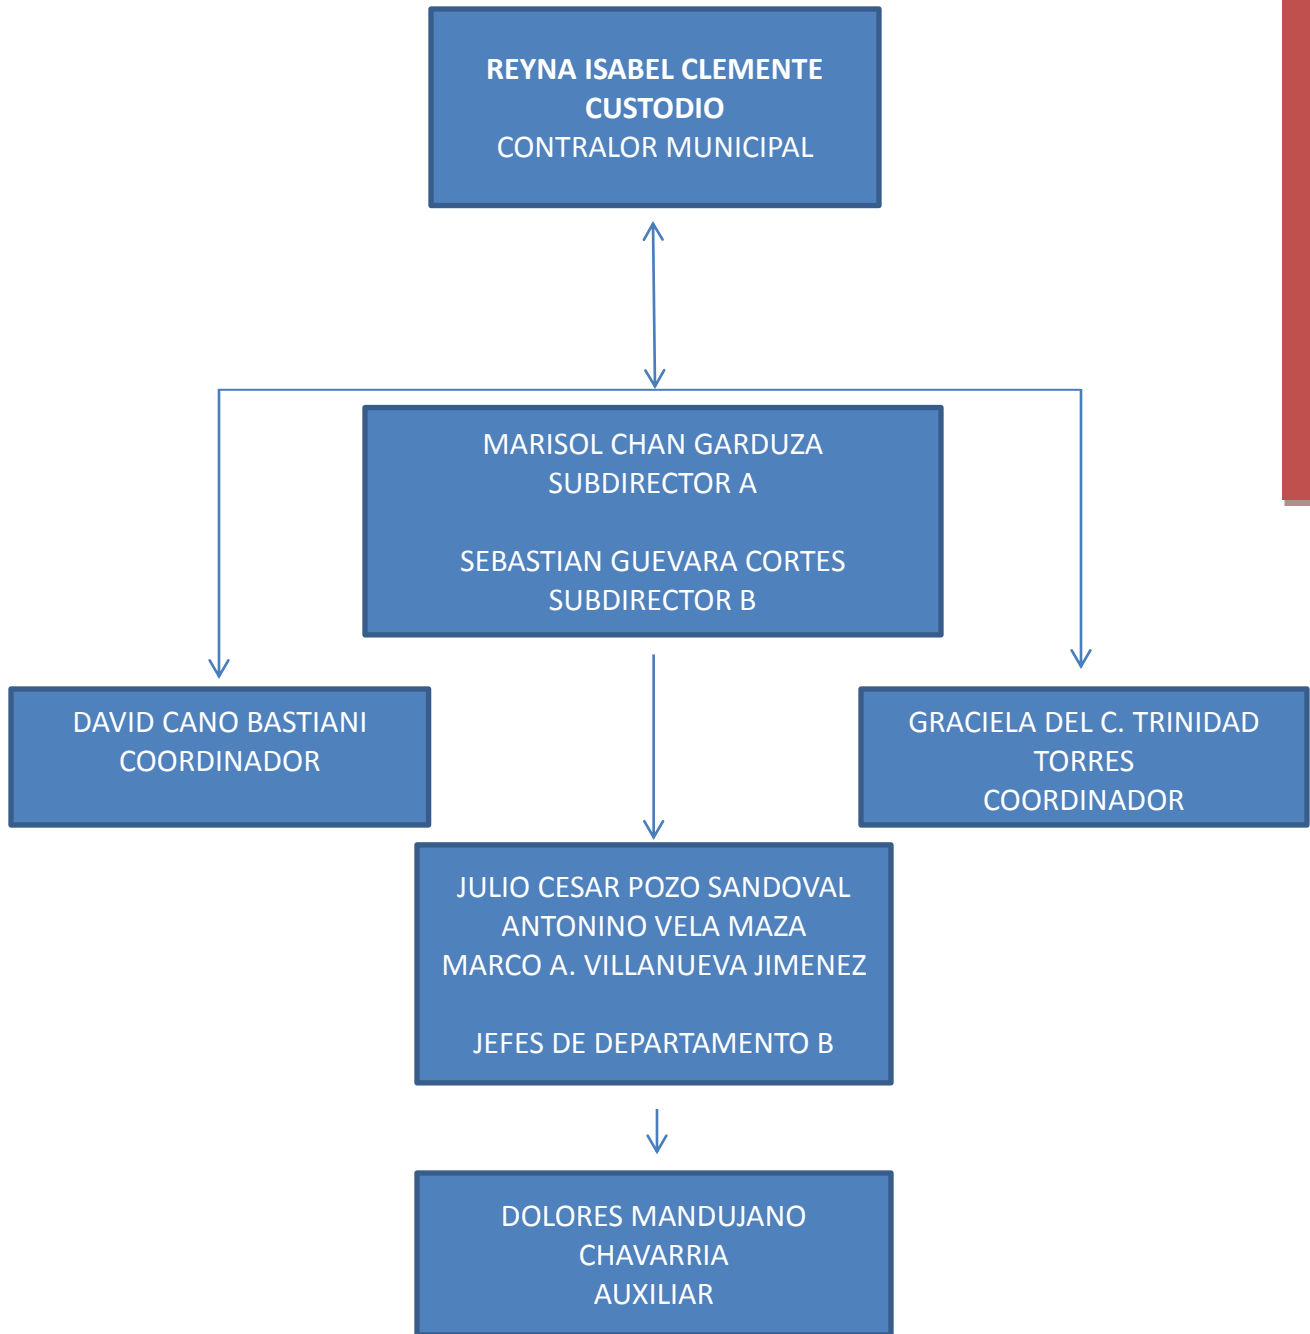 REYNA ISABEL CLEMENTE
CUSTODIO
CONTRALOR MUNICIPAL
MARISOL CHAN GARDUZA
SUBDIRECTOR A
SEBASTIAN GUEVARA CORTES
SUBDIRECTOR B
DAVID CANO BASTIANI
COORDINADOR
GRACIELA DEL C. TRINIDAD
TORRES
COORDINADOR
JULIO CESAR POZO SANDOVAL
ANTONINO VELA MAZA
MARCO A. VILLANUEVA JIMENEZ
JEFES DE DEPARTAMENTO B
DOLORES MANDUJANO
CHAVARRIA
AUXILIAR